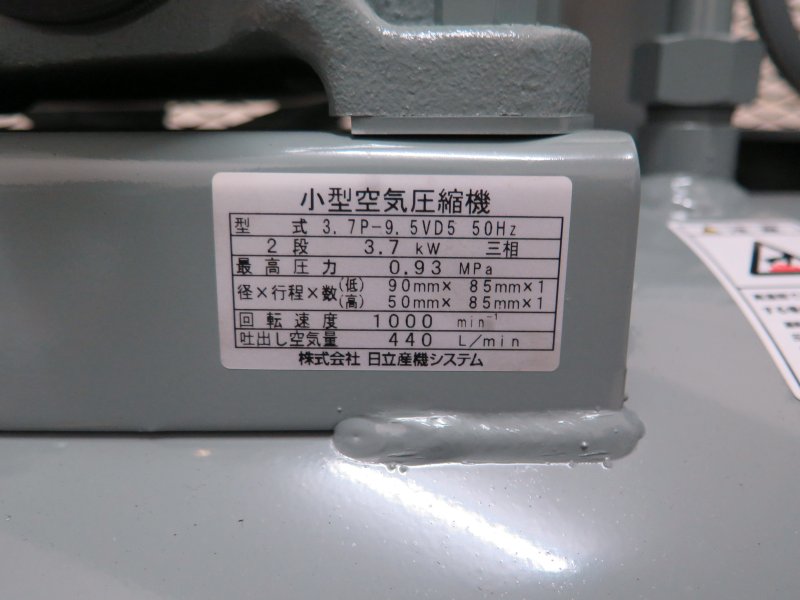 小型空気圧縮機
型 式 3.7P-9.5VD5 50Hz
2段 3.7 kW 三相
最高圧力 0.93 MPa
径×行程×数 (低) 90mm× 85mm×1
(高) 50mm× 85mm×1
回転速度 1000 min⁻¹
吐出し空気量 440 L/min
株式会社 日立産機システム